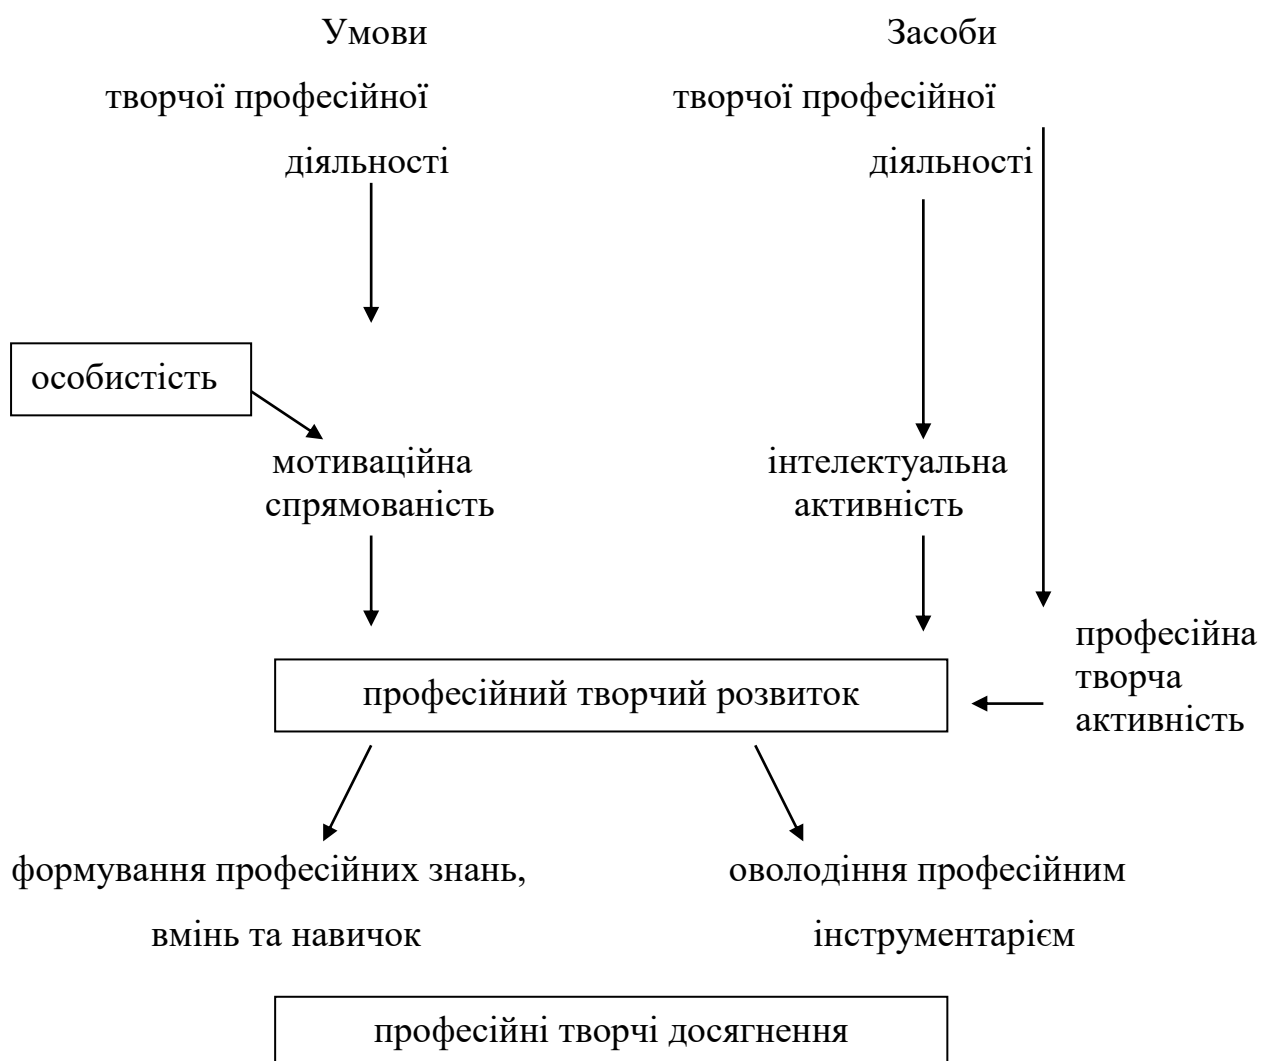 Умови
творчої професійної
діяльності
Засоби
творчої професійної
діяльності
особистість
мотиваційна
спрямованість
інтелектуальна
активність
професійна
творча
активність
професійний творчий розвиток
формування професійних знань,
вмінь та навичок
оволодіння професійним
інструментарієм
професійні творчі досягнення